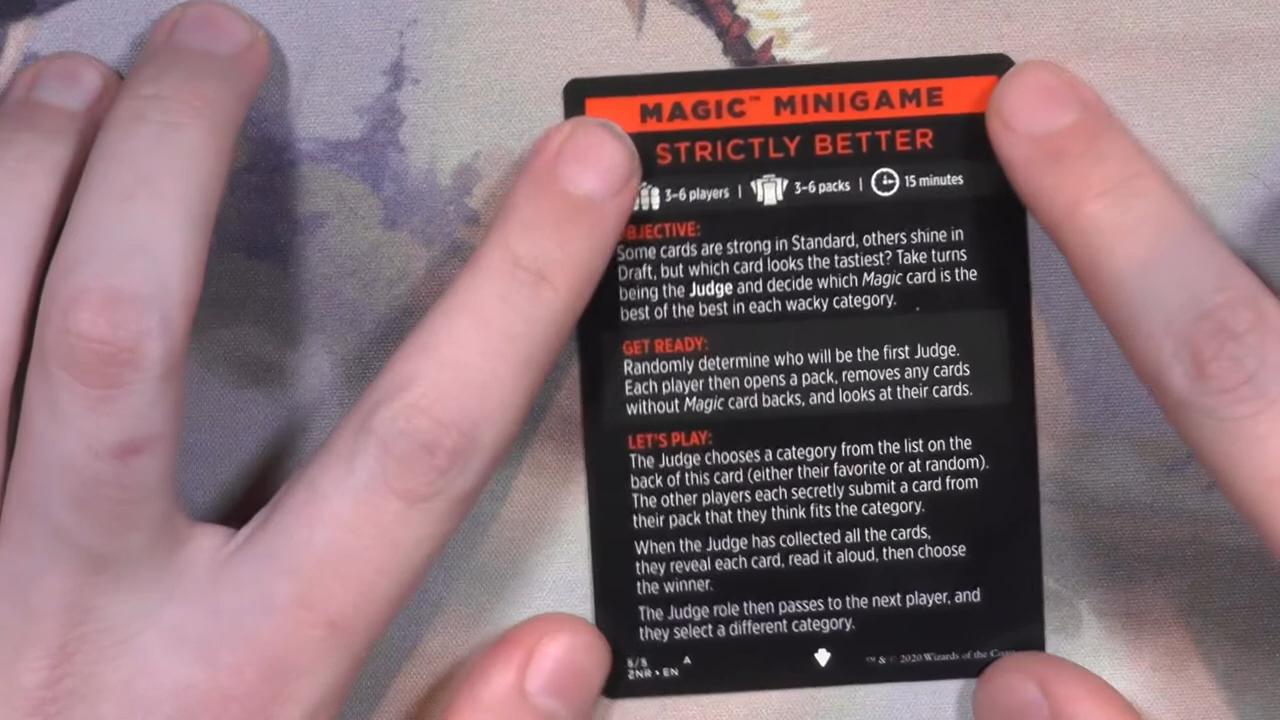 MAGIC™ MINIGAME
STRICTLY BETTER
3-6 players | 3-6 packs | 15 minutes
BJECTIVE:
Some cards are strong in Standard, others shine in
Draft, but which card looks the tastiest? Take turns
being the Judge and decide which Magic card is the
best of the best in each wacky category.
GET READY:
Randomly determine who will be the first Judge.
Each player then opens a pack, removes any cards
without Magic card backs, and looks at their cards.
LET'S PLAY:
The Judge chooses a category from the list on the
back of this card (either their favorite or at random).
The other players each secretly submit a card from
their pack that they think fits the category.
When the Judge has collected all the cards,
they reveal each card, read it aloud, then choose
the winner.
The Judge role then passes to the next player, and
they select a different category.
A
ZNR • EN
™ & © 2020 Wizards of the